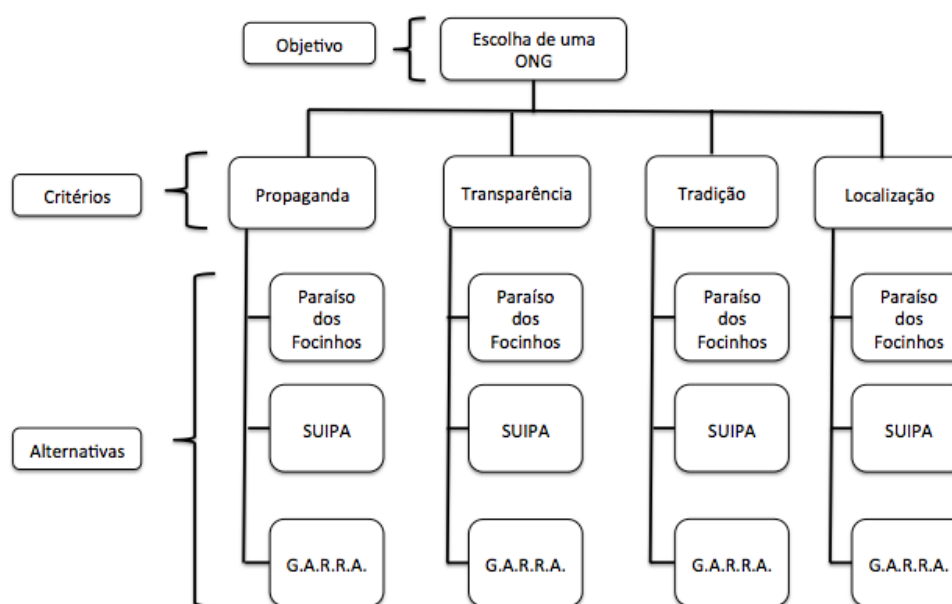 Objetivo
Escolha de uma
ONG
Critérios
Propaganda
Transparência
Tradição
Localização
Alternativas
Paraíso
dos
Focinhos
SUIPA
G.A.R.R.A.
Paraíso
dos
Focinhos
SUIPA
G.A.R.R.A.
Paraíso
dos
Focinhos
SUIPA
G.A.R.R.A.
Paraíso
dos
Focinhos
SUIPA
G.A.R.R.A.